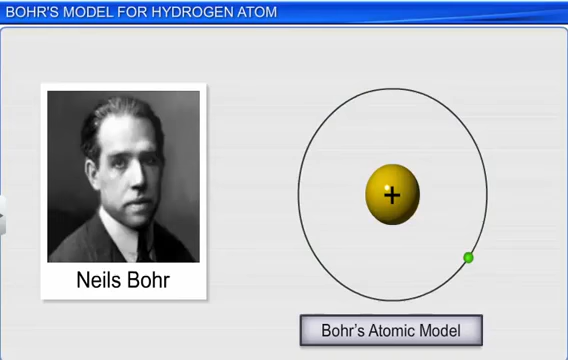 BOHR'S MODEL FOR HYDROGEN ATOM
+
Neils Bohr
Bohr's Atomic Model